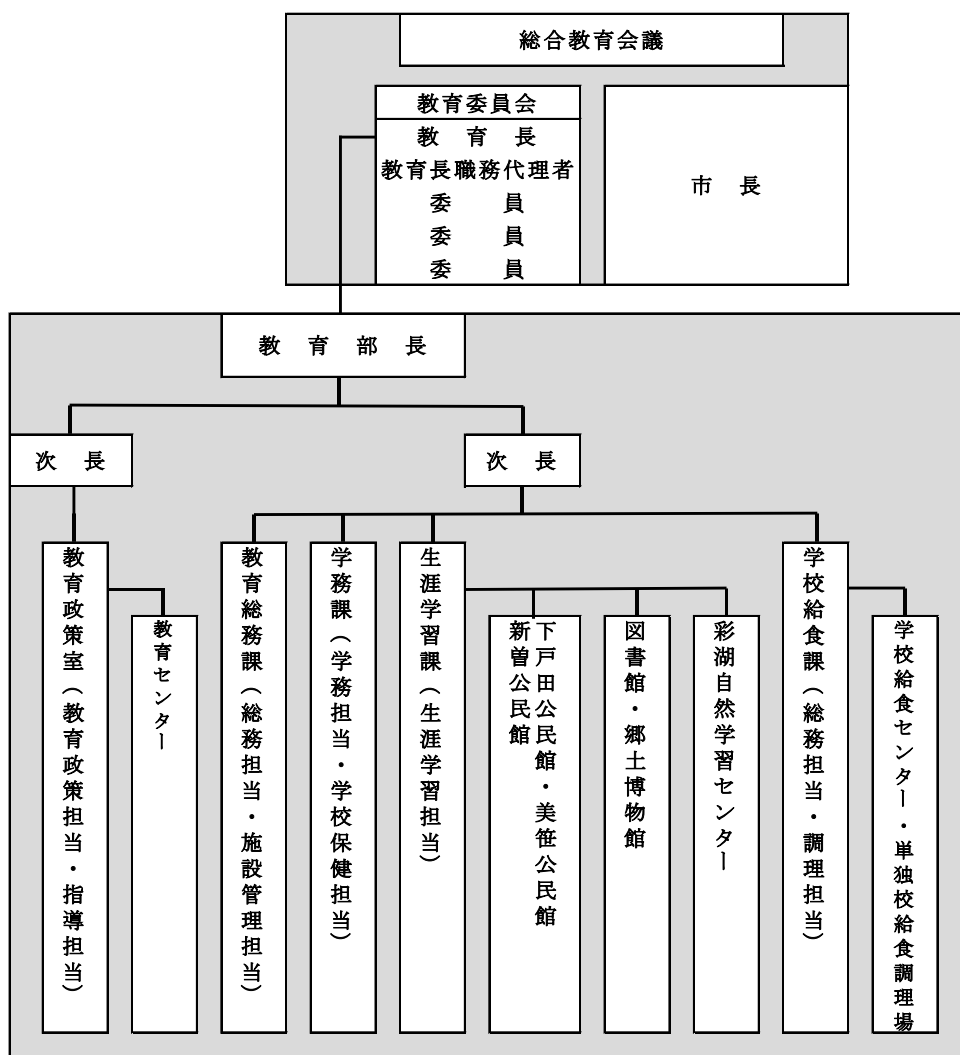 総合教育会議
教育委員会
教育長
教育長職務代理者
委員
委員
委員
市長
教育部長
次長
次長
教育政策室（教育政策担当・指導担当）
教育センター
教育総務課（総務担当・施設管理担当）
学務課（学務担当・学校保健担当）
生涯学習課（生涯学習担当）
下戸田公民館・美笹公民館
新曽公民館
図書館・郷土博物館
彩湖自然学習センター
学校給食課（総務担当・調理担当）
学校給食センター・単独校給食調理場